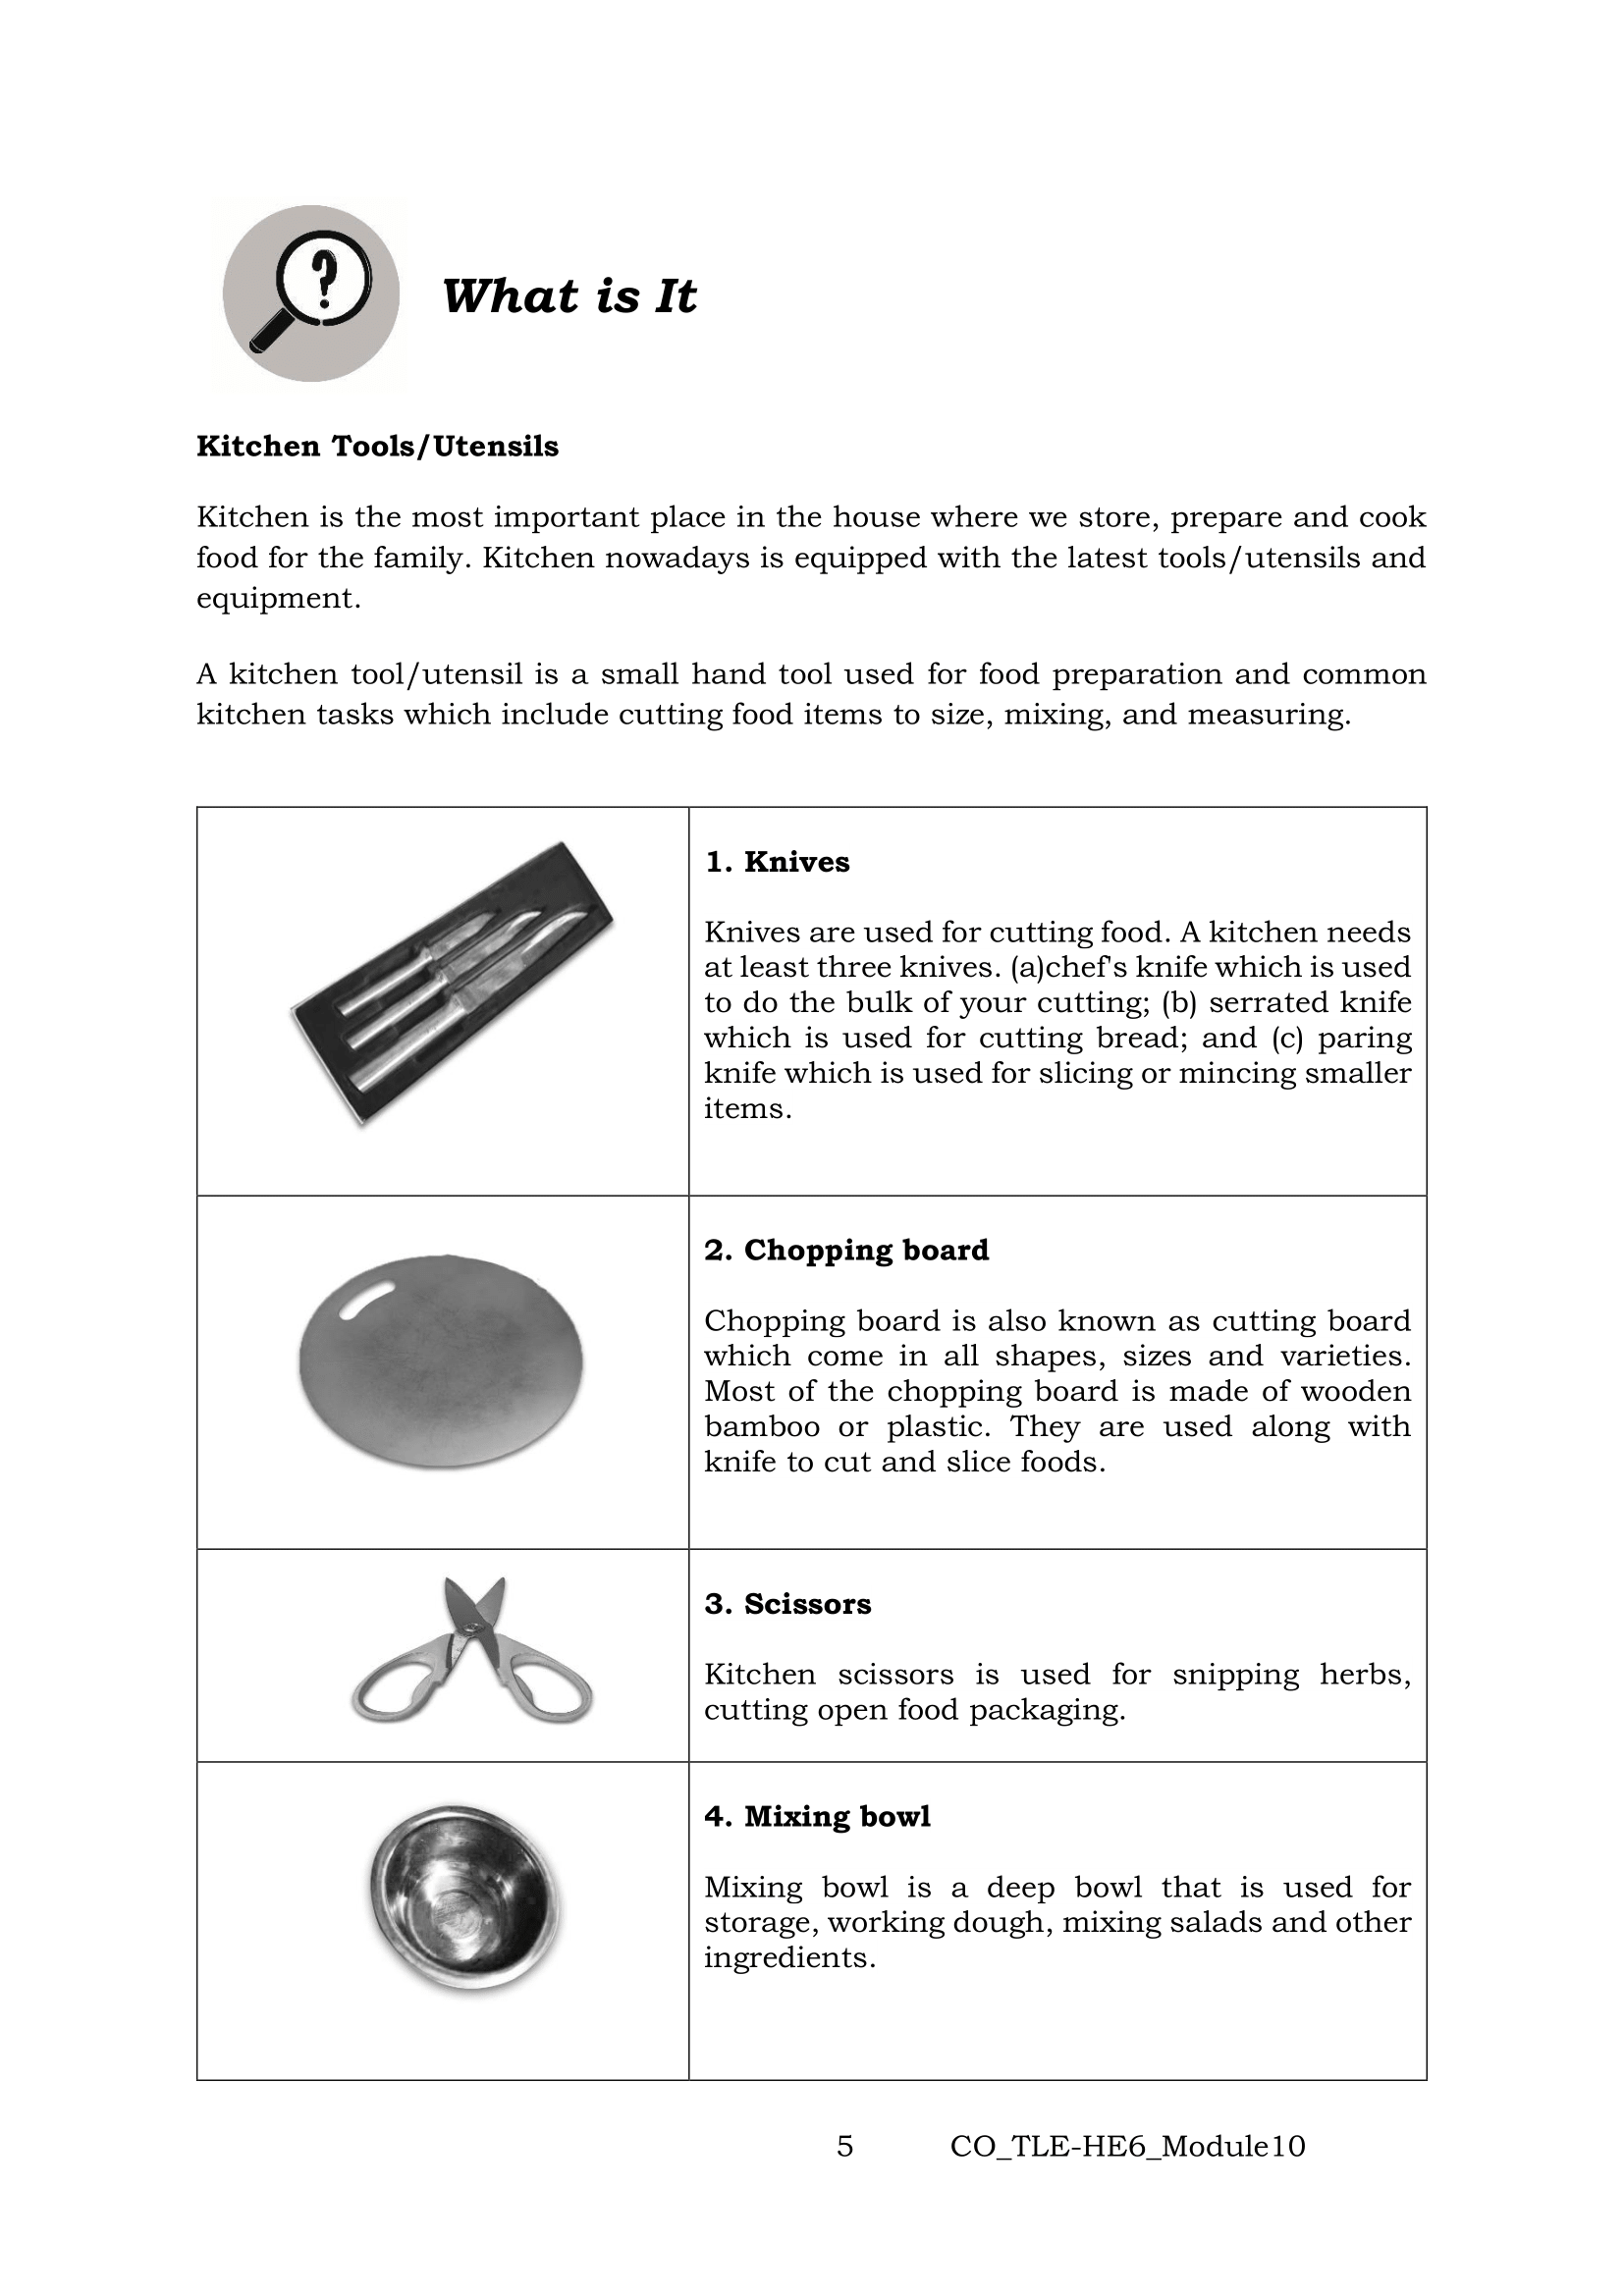 ?
What is It
Kitchen Tools/Utensils
Kitchen is the most important place in the house where we store, prepare and cook
food for the family. Kitchen nowadays is equipped with the latest tools/utensils and
equipment.
A kitchen tool/utensil is a small hand tool used for food preparation and common
kitchen tasks which include cutting food items to size, mixing, and measuring.
1. Knives
Knives are used for cutting food. A kitchen needs
at least three knives. (a)chef's knife which is used
to do the bulk of your cutting; (b) serrated knife
which is used for cutting bread; and (c) paring
knife which is used for slicing or mincing smaller
items.
2. Chopping board
Chopping board is also known as cutting board
which come in all shapes, sizes and varieties.
Most of the chopping board is made of wooden
bamboo or plastic. They are used along with
knife to cut and slice foods.
3. Scissors
Kitchen scissors is used for snipping herbs,
cutting open food packaging.
4. Mixing bowl
Mixing bowl is a deep bowl that is used for
storage, working dough, mixing salads and other
ingredients.
5 CO_TLE-HE6_Module10